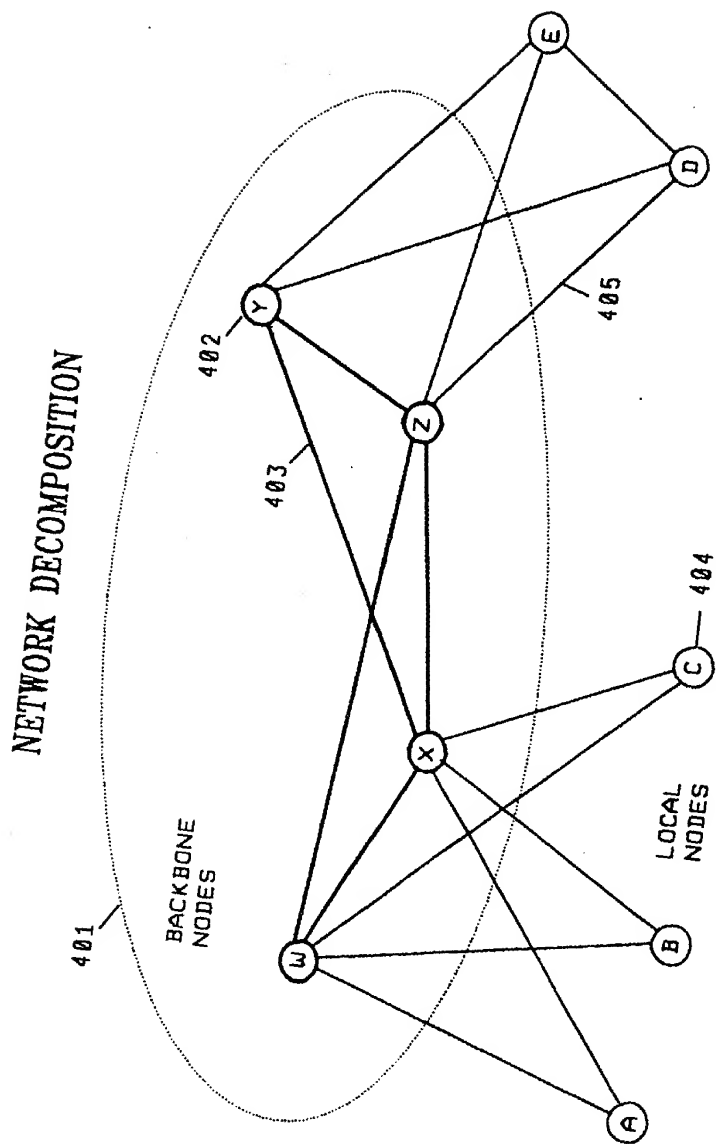 NETWORK DECOMPOSITION
401
BACKBONE
NODES
402
Y
403
W
X
Z
E
405
A
B
LOCAL
NODES
C
404
D